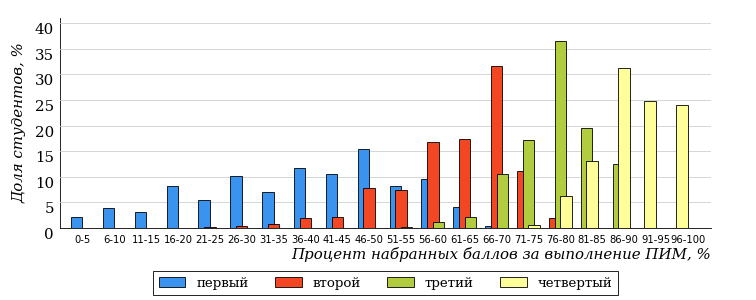 Доля студентов, %
40
35
30
25
20
15
10
5
0
0-5 6-10 11-15 16-20 21-25 26-30 31-35 36-40 41-45 46-50 51-55 56-60 61-65 66-70 71-75 76-80 81-85 86-90 91-95 96-100
Процент набранных баллов за выполнение ПИМ, %
первый второй третий четвертый